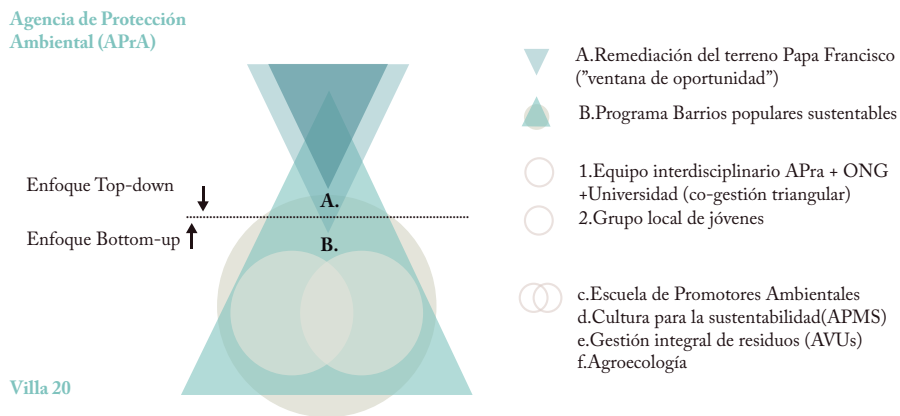 Agencia de Protección
Ambiental (APrA)
Enfoque Top-down
Enfoque Bottom-up
A.
B.
Villa 20
A.Remediación del terreno Papa Francisco
("ventana de oportunidad”)
B.Programa Barrios populares sustentables
1.Equipo interdisciplinario APra + ONG
+Universidad (co-gestión triangular)
2.Grupo local de jóvenes
c.Escuela de Promotores Ambientales
d.Cultura para la sustentabilidad(APMS)
e.Gestión integral de residuos (AVUs)
f.Agroecología